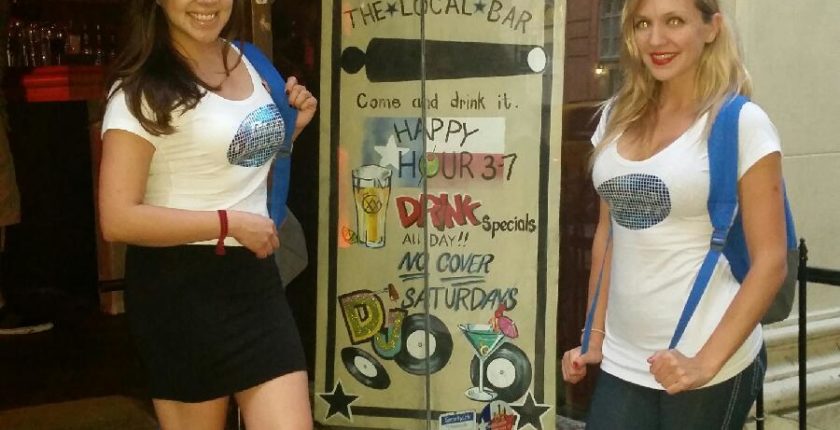 THE★LOCAL★BAR
Come and drink it.
HAPPY
HOUR 3-7
DRINK Specials
All DAY!!
NO COVER
SATURDAYS
DJ'S